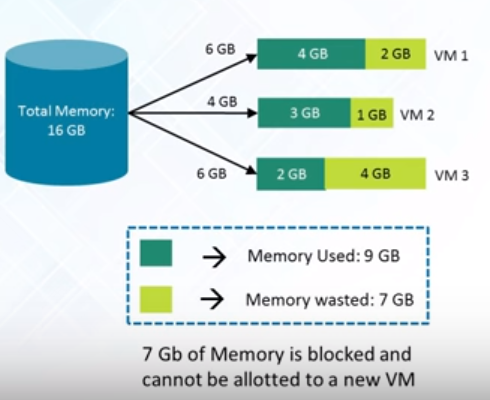 Total Memory:
16 GB
6 GB
4 GB
2 GB
VM 1
4 GB
3 GB
1 GB
VM 2
6 GB
2 GB
4 GB
VM 3
Memory Used: 9 GB
Memory wasted: 7 GB
7 Gb of Memory is blocked and
cannot be allotted to a new VM